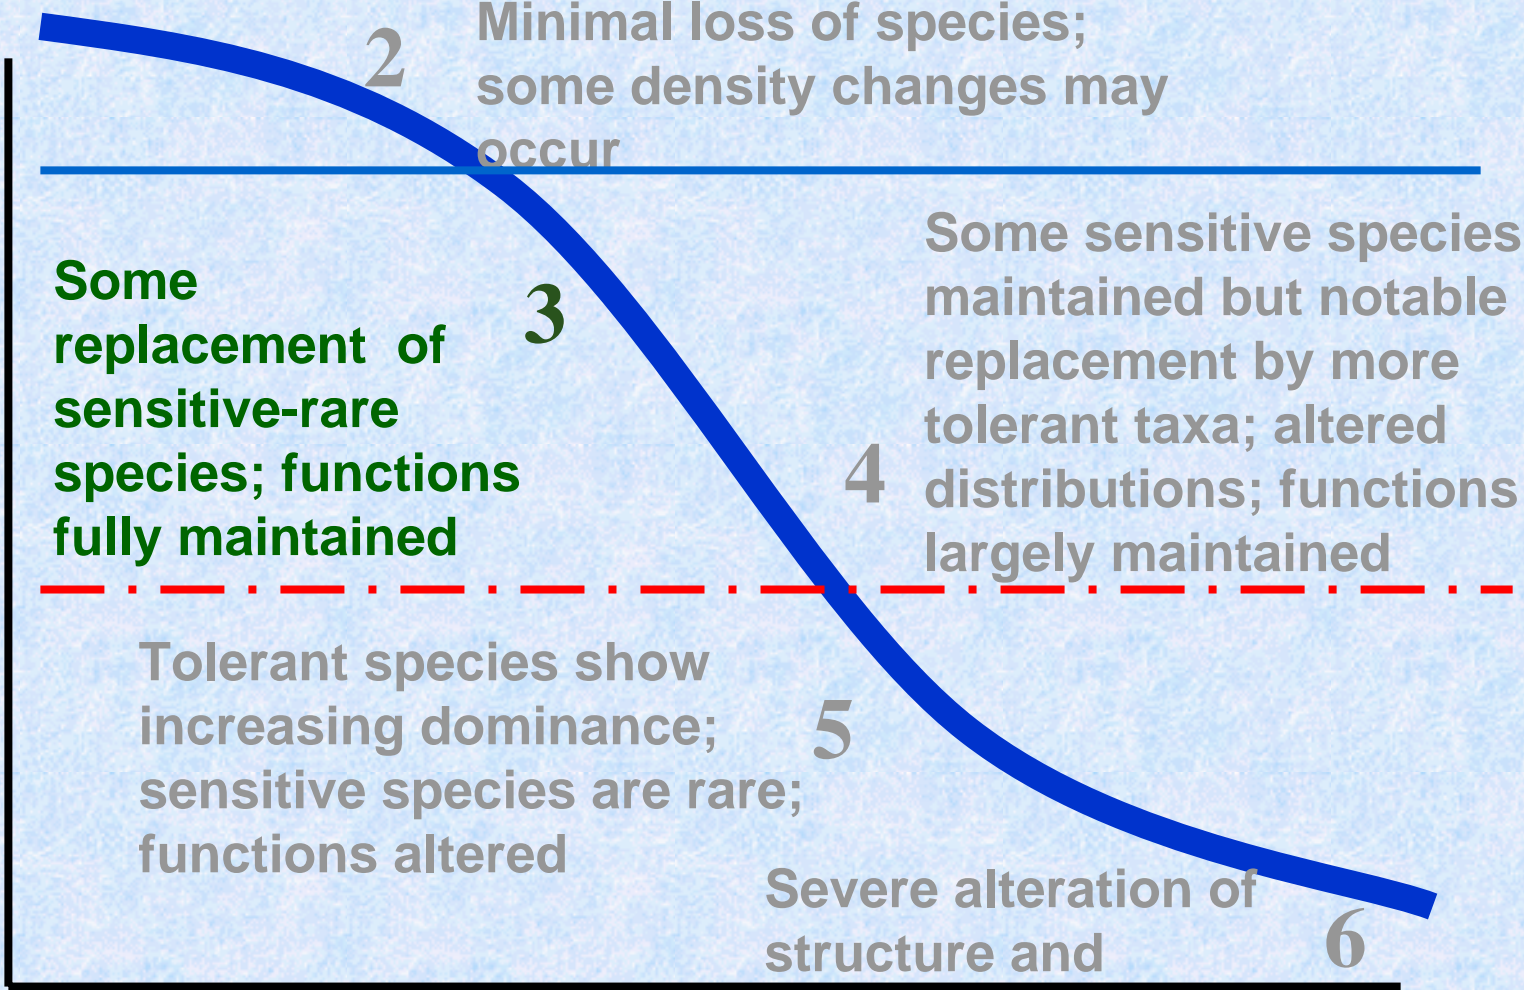 2
Minimal loss of species;
some density changes may
occur
Some
replacement  of
sensitive-rare
species; functions
fully maintained
3
Some sensitive species
maintained but notable
replacement by more
tolerant taxa; altered
distributions; functions
largely maintained
4
Tolerant species show
increasing dominance;
sensitive species are rare;
functions altered
5
Severe alteration of
structure and
6